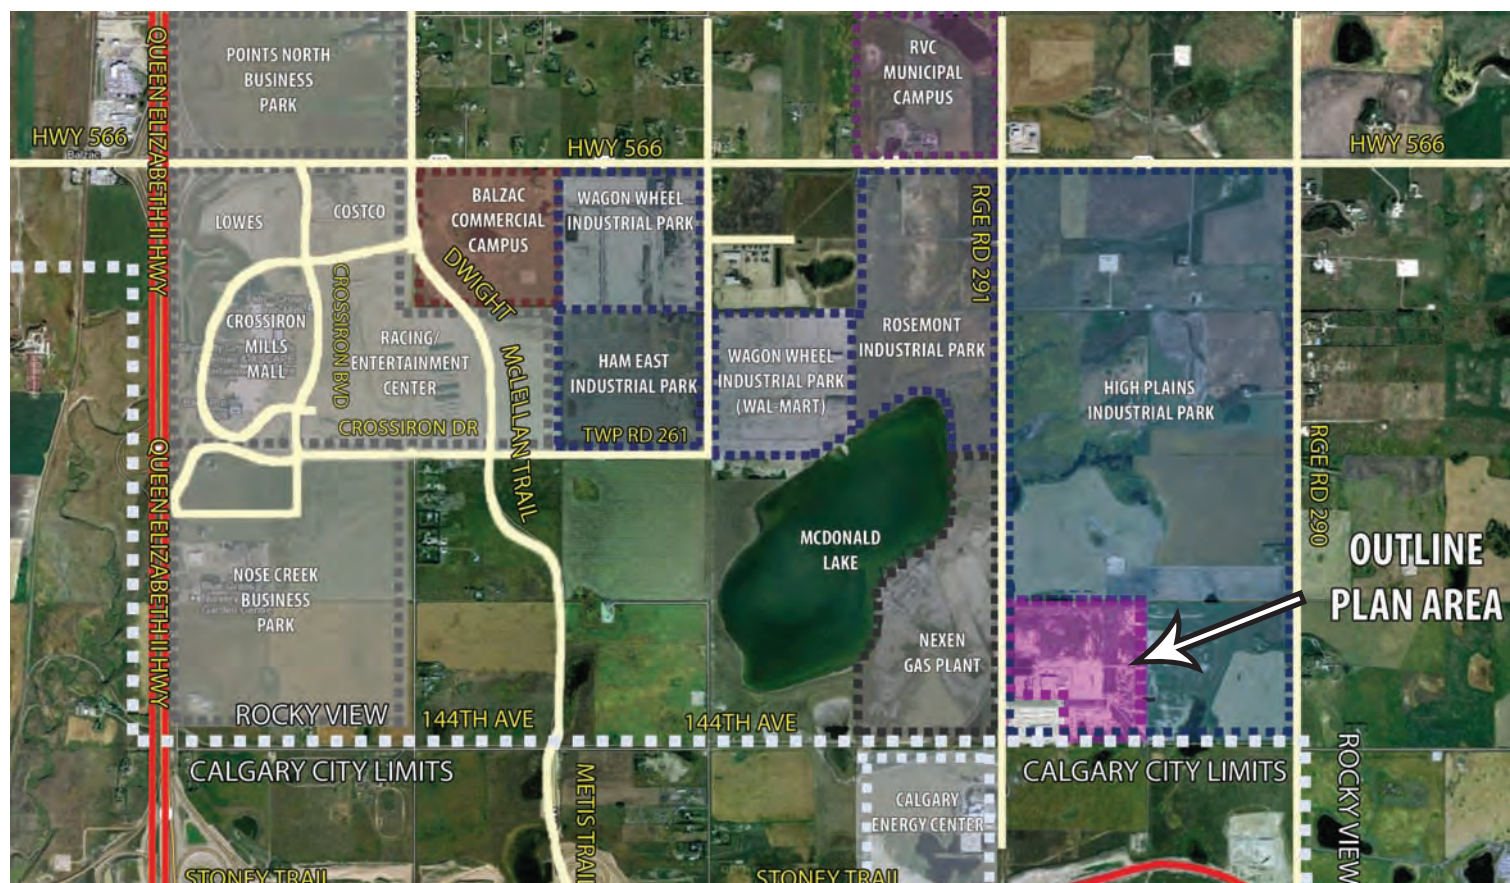 POINTS NORTH
BUSINESS
PARK
RVC
MUNICIPAL
CAMPUS
QUEEN ELIZABETH II HWY
HWY 566
Balzac
HWY 566
HWY 566
LOWES
COSTCO
BALZAC
COMMERCIAL
CAMPUS
WAGON WHEEL
INDUSTRIAL PARK
RGE RD 291
DWIGHT
McLELLAN TRAIL
CROSSIRON BVD
CROSSIRON
MILLS
MALL
RACING/
ENTERTAINMENT
CENTER
HAM EAST
INDUSTRIAL PARK
WAGON WHEEL
INDUSTRIAL PARK
(WAL-MART)
ROSEMONT
INDUSTRIAL PARK
HIGH PLAINS
INDUSTRIAL PARK
CROSSIRON DR
TWP RD 261
RGE RD 290
QUEEN ELIZABETH II HWY
MCDONALD
LAKE
OUTLINE
PLAN AREA
NOSE CREEK
BUSINESS
PARK
NEXEN
GAS PLANT
ROCKY VIEW
144TH AVE
144TH AVE
CALGARY CITY LIMITS
CALGARY CITY LIMITS
METIS TRAIL
CALGARY
ENERGY CENTER
ROCKY VIEW
STONEY TRAIL
STONEY TRAIL